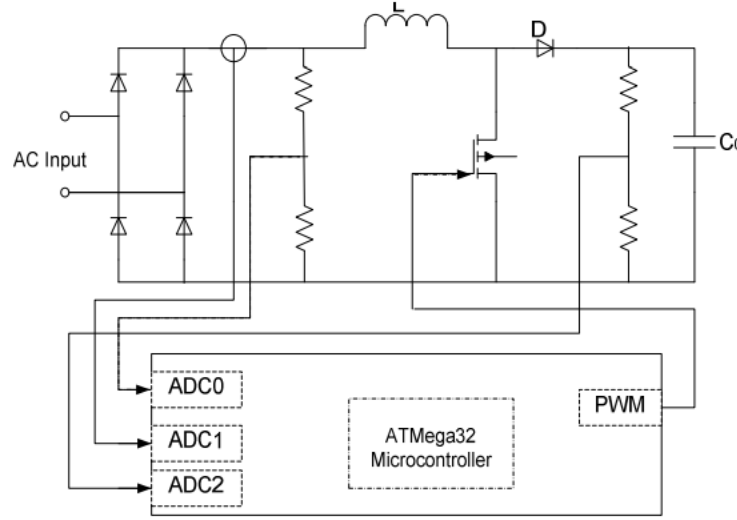 L
D
AC Input
C
ADC0
ADC1
ADC2
ATMega32
Microcontroller
PWM